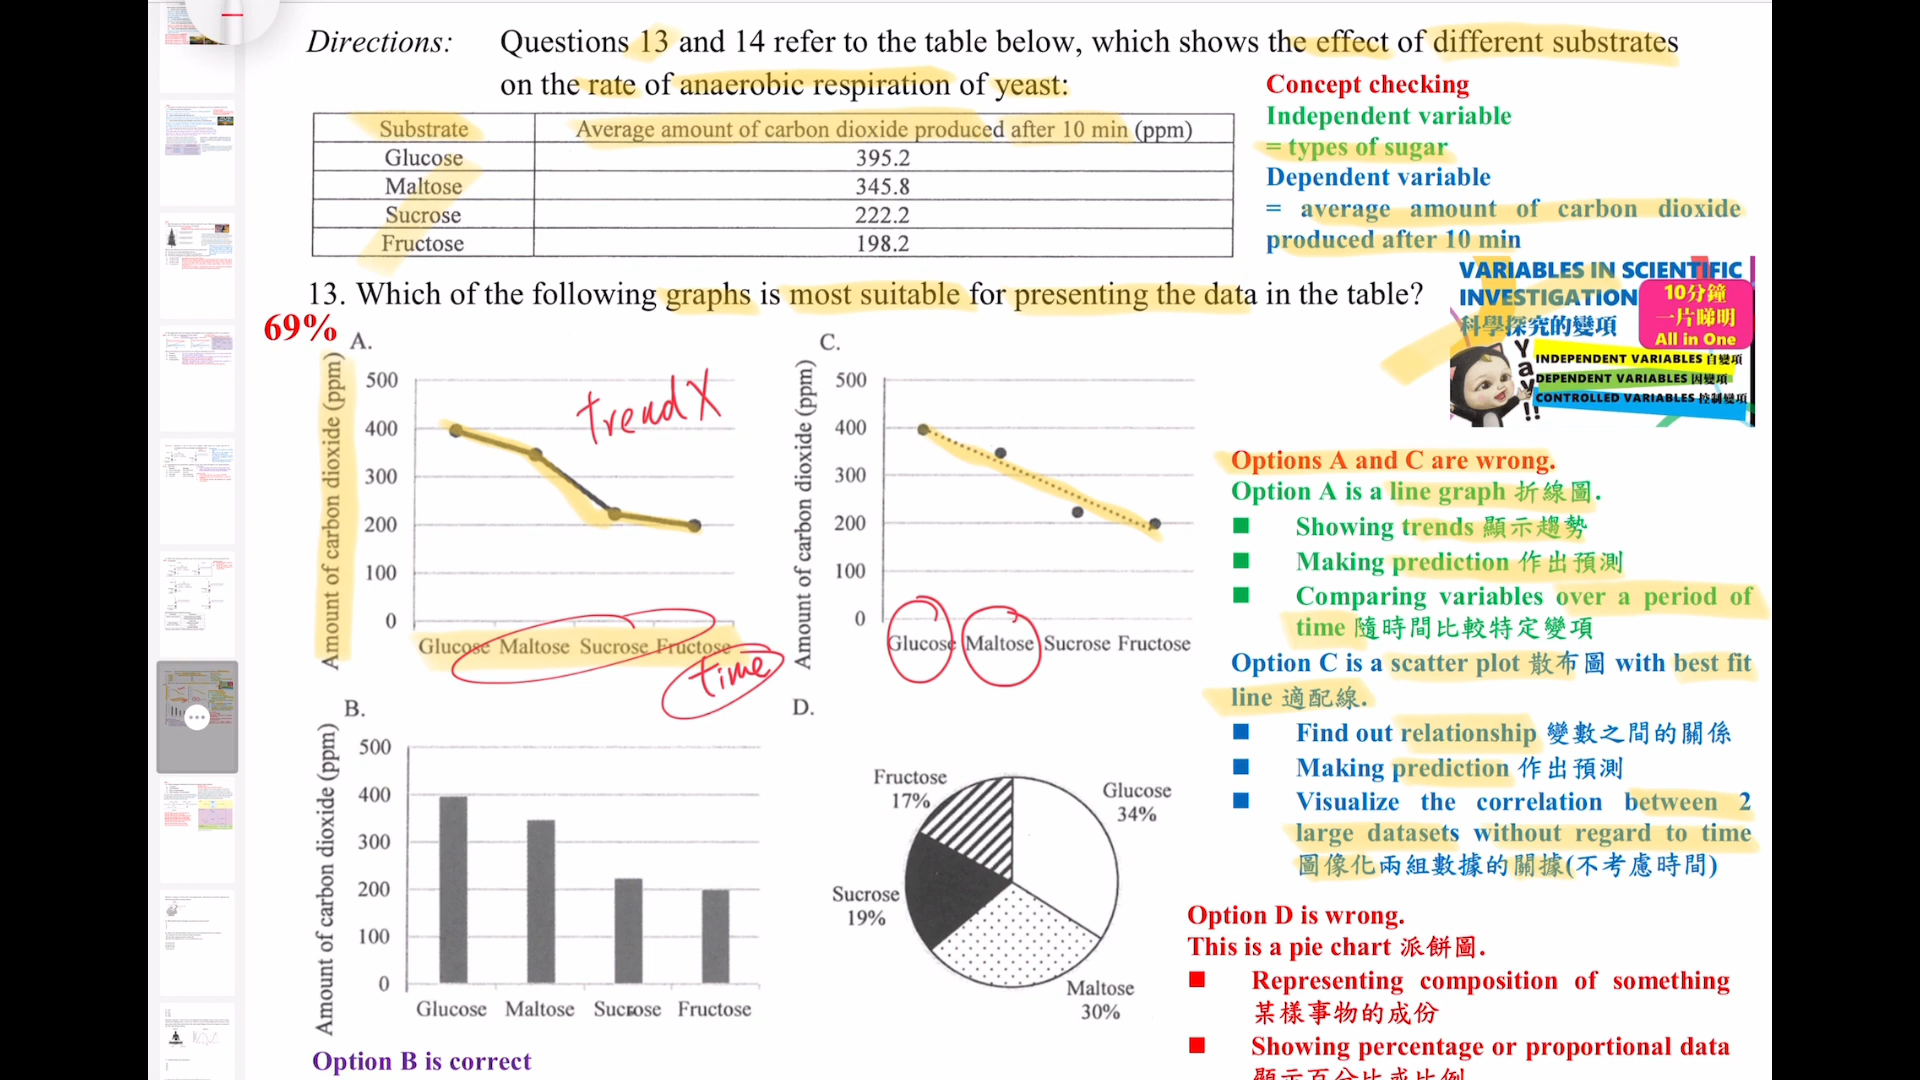 Directions: Questions 13 and 14 refer to the table below, which shows the effect of different substrates
on the rate of anaerobic respiration of yeast:
Substrate Average amount of carbon dioxide produced after 10 min (ppm)
Glucose 395.2
Maltose 345.8
Sucrose 222.2
Fructose 198.2
Concept checking
Independent variable
= types of sugar
Dependent variable
= average amount of carbon dioxide
produced after 10 min
VARIABLES IN SCIENTIFIC
INVESTIGATION
科學探究的變項
10分鐘
一片睇明
All in One
Yay!!
INDEPENDENT VARIABLES 自變項
DEPENDENT VARIABLES 因變項
CONTROLLED VARIABLES 控制變項
13. Which of the following graphs is most suitable for presenting the data in the table?
69%
A.
Amount of carbon dioxide (ppm)
500
400
300
200
100
0
Glucose Maltose Sucrose Fructose
trend X
time
C.
Amount of carbon dioxide (ppm)
500
400
300
200
100
0
Glucose Maltose Sucrose Fructose
B.
Amount of carbon dioxide (ppm)
500
400
300
200
100
0
Glucose Maltose Sucrose Fructose
Option B is correct
D.
Fructose
17%
Glucose
34%
Sucrose
19%
Maltose
30%
Options A and C are wrong.
Option A is a line graph 折線圖.
Showing trends 顯示趨勢
Making prediction 作出預測
Comparing variables over a period of
time 隨時間比較特定變項
Option C is a scatter plot 散布圖 with best fit
line 適配線.
Find out relationship 變數之間的關係
Making prediction 作出預測
Visualize the correlation between 2
large datasets without regard to time
圖像化兩組數據的關據(不考慮時間)
Option D is wrong.
This is a pie chart 派餅圖.
Representing composition of something
某樣事物的成份
Showing percentage or proportional data
顯示百分比或比例